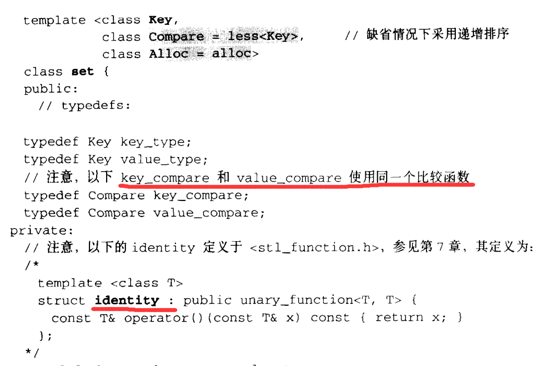 template <class Key,
class Compare = less<Key>, // 缺省情况下采用递增排序
class Alloc = alloc>
class set {
public:
// typedefs:
typedef Key key_type;
typedef Key value_type;
// 注意，以下 key_compare 和 value_compare 使用同一个比较函数
typedef Compare key_compare;
typedef Compare value_compare;
private:
// 注意，以下的 identity 定义于 <stl_function.h>，参见第 7 章，其定义为:
/*
template <class T>
struct identity : public unary_function<T, T> {
const T& operator()(const T& x) const { return x; }
};
*/